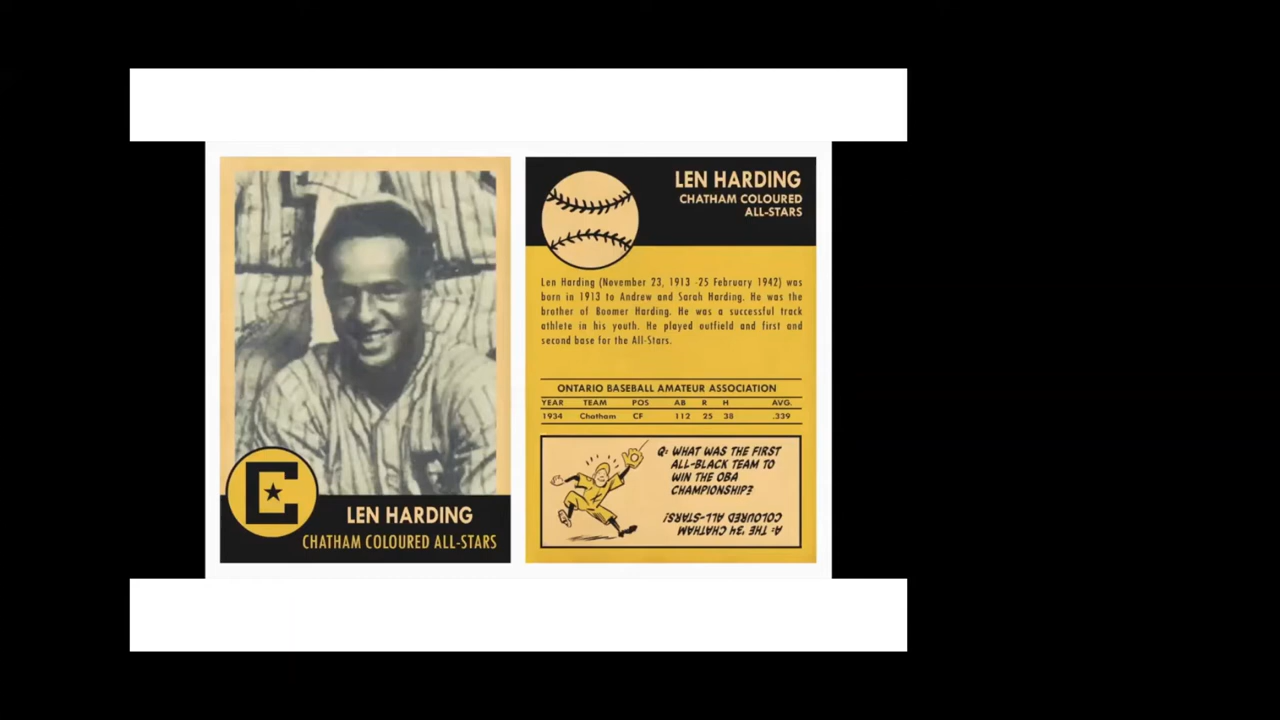 C
LEN HARDING
CHATHAM COLOURED ALL-STARS
LEN HARDING
CHATHAM COLOURED
ALL-STARS
Len Harding (November 23, 1913 -25 February 1942) was
born in 1913 to Andrew and Sarah Harding. He was the
brother of Boomer Harding. He was a successful track
athlete in his youth. He played outfield and first and
second base for the All-Stars.
ONTARIO BASEBALL AMATEUR ASSOCIATION
YEAR TEAM POS AB R H AVG.
1934 Chatham CF 112 25 38 .339
Q: WHAT WAS THE FIRST
ALL-BLACK TEAM TO
WIN THE OBA
CHAMPIONSHIP?
A: THE '34 CHATHAM
COLOURED ALL-STARS!